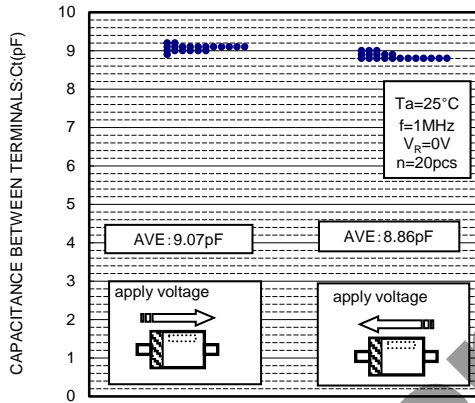 CAPACITANCE BETWEEN TERMINALS:Ct(pF)
10
9
8
7
6
5
4
3
2
1
0
Ta=25°C
f=1MHz
VR=0V
n=20pcs
AVE:9.07pF
AVE:8.86pF
apply voltage
apply voltage